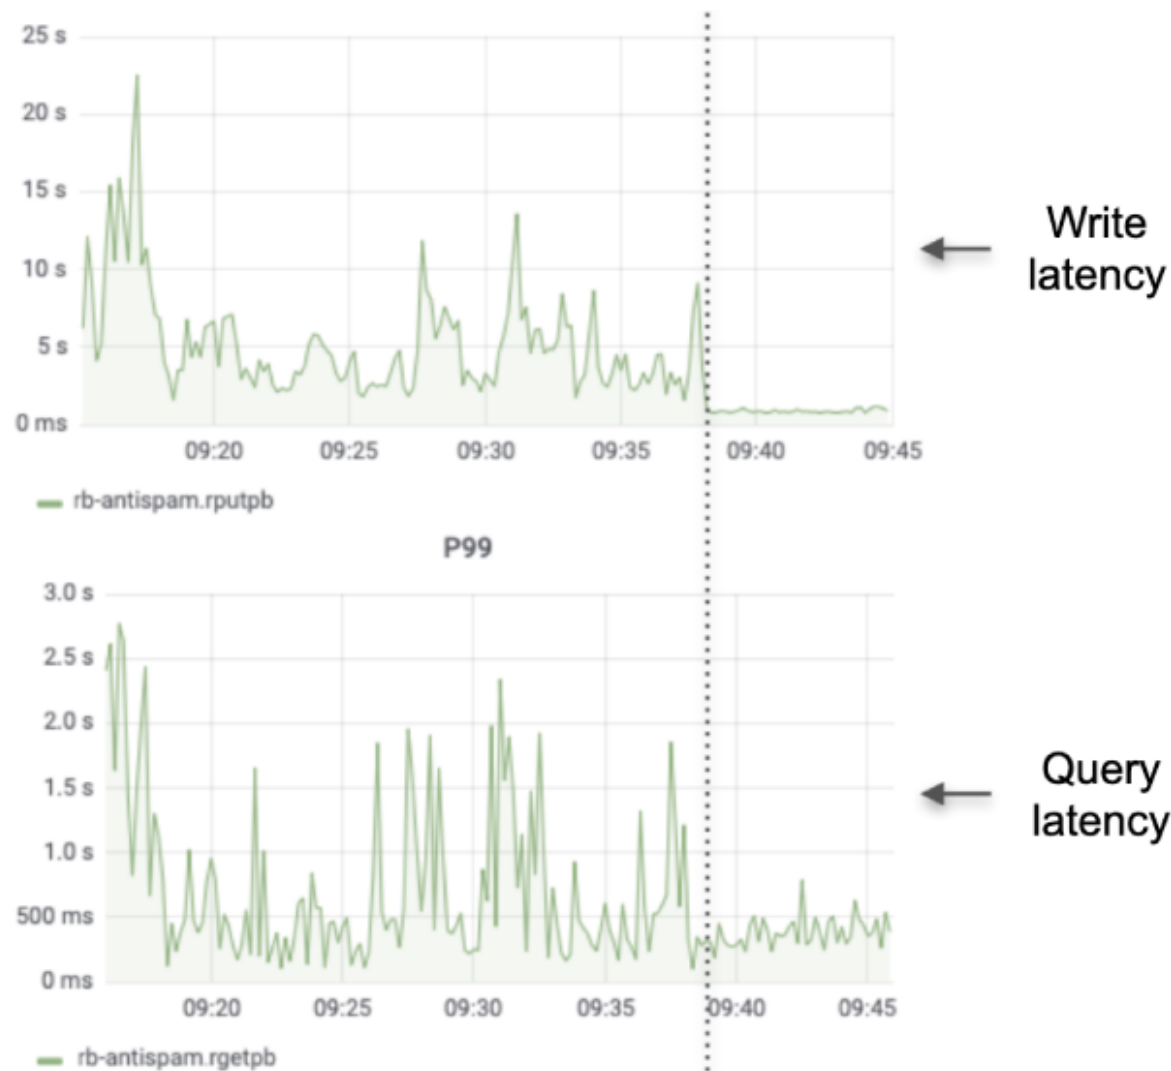 25 s
20 s
15 s
10 s
5 s
0 ms
09:20 09:25 09:30 09:35 09:40 09:45
rb-antispam.rputpb
Write
latency
P99
3.0 s
2.5 s
2.0 s
1.5 s
1.0 s
500 ms
0 ms
09:20 09:25 09:30 09:35 09:40 09:45
rb-antispam.rgetpb
Query
latency